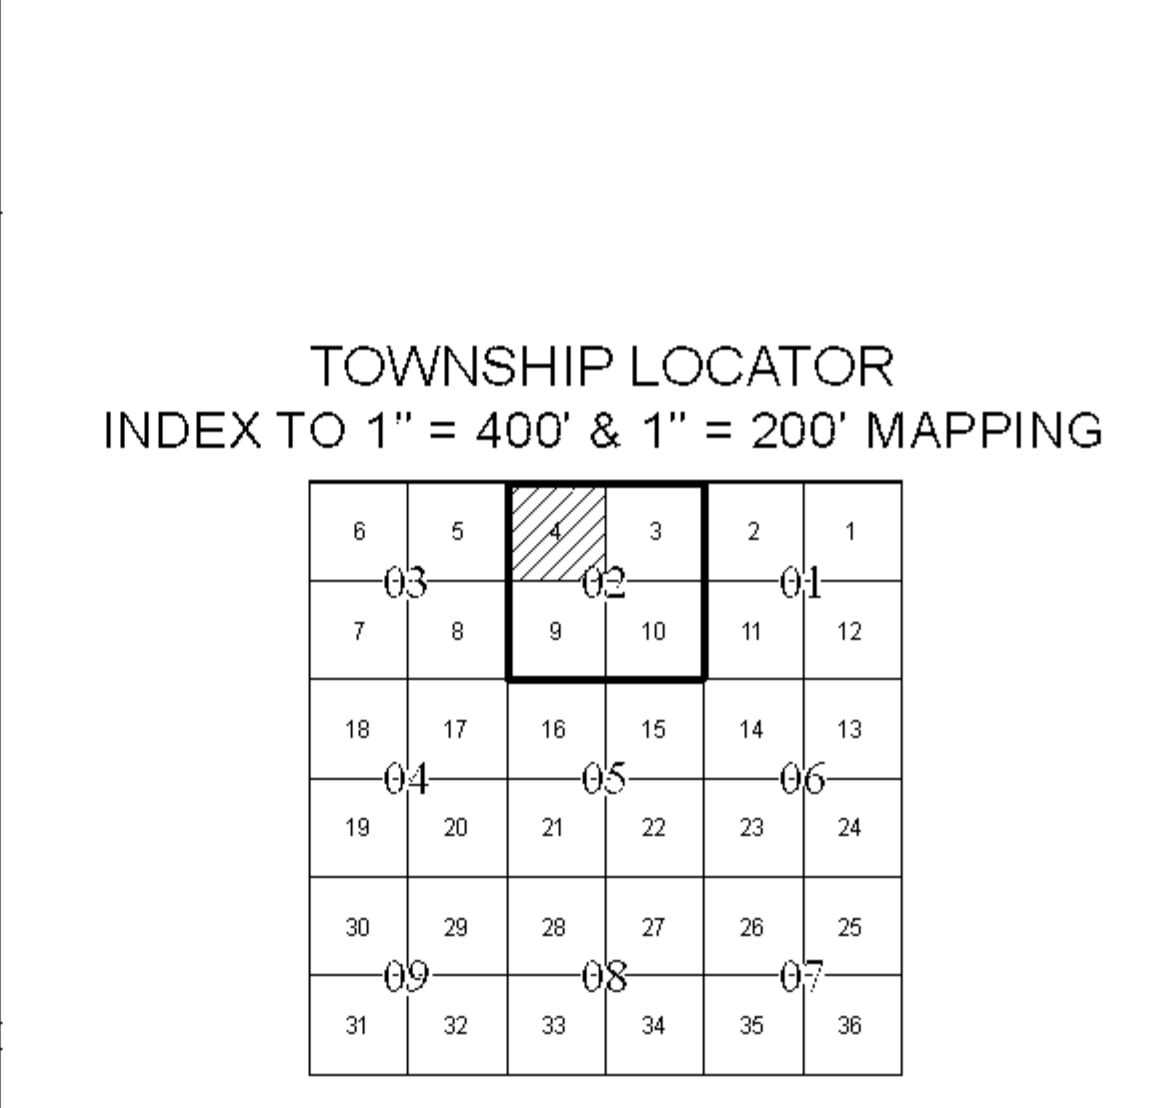 TOWNSHIP LOCATOR
INDEX TO 1" = 400' & 1" = 200' MAPPING
6 5 4 3 2 1
03 02 01
7 8 9 10 11 12
18 17 16 15 14 13
04 05 06
19 20 21 22 23 24
30 29 28 27 26 25
09 08 07
31 32 33 34 35 36